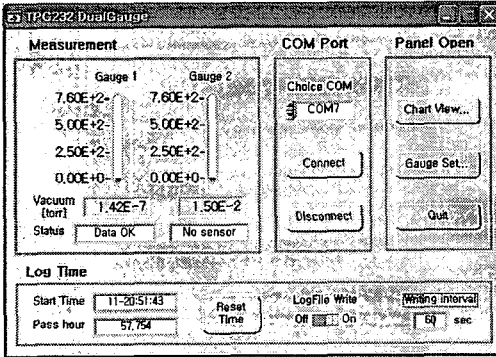 TPG232 DualGauge
Measurement
COM Port
Panel Open
Gauge 1
Gauge 2
7.60E+2-
7.60E+2-
5.00E+2-
5.00E+2-
2.50E+2-
2.50E+2-
0.00E+0-
0.00E+0-
Vacuum
(torr)
1.42E-7
1.50E-2
Status
Data OK
No sensor
Choice COM
COM7
Connect
Disconnect
Chart View...
Gauge Set...
Quit
Log Time
Start Time
11-20:51:43
Pass hour
57.754
Reset
Time
LogFile Write
Off
On
Writing interval
60 sec